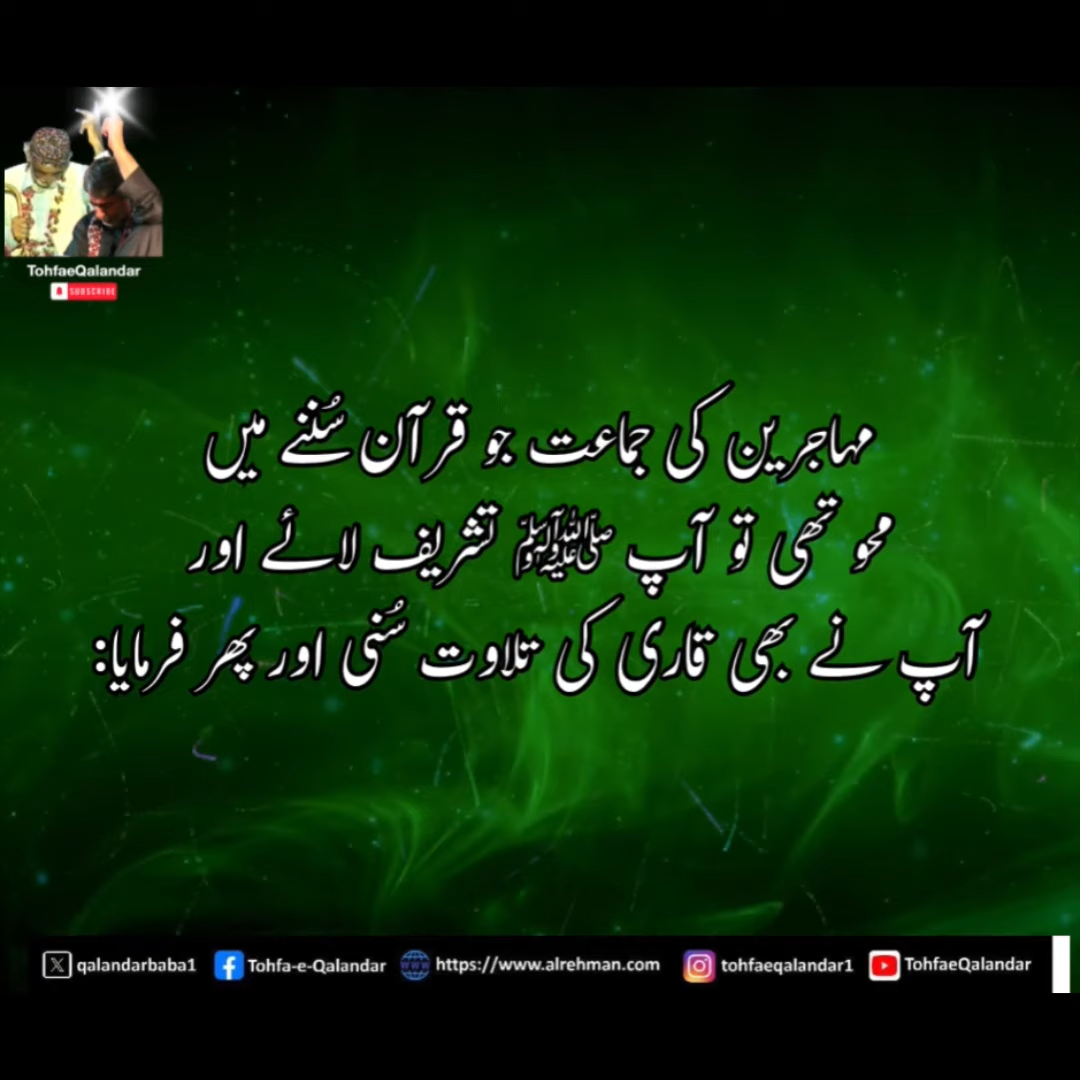 TohfaeQalandar
SUBSCRIBE
مہاجرین کی جماعت جو قرآن سُننے میں
محو تھی تو آپ ﷺ تشریف لائے اور
آپ نے بھی قاری کی تلاوت سُنی اور پھر فرمایا:
qalandarbaba1 Tohfa-e-Qalandar https://www.alrehman.com tohfaeqalandar1 TohfaeQalandar